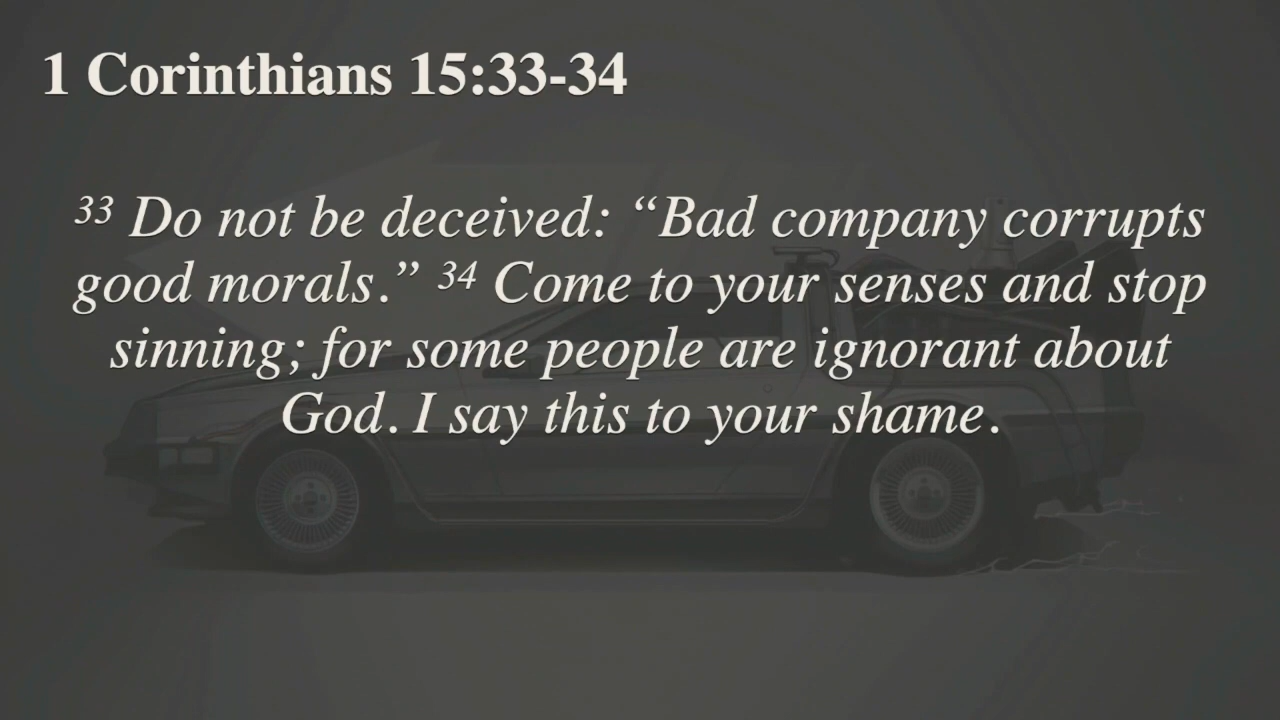 1 Corinthians 15:33-34
33 Do not be deceived: “Bad company corrupts
good morals.” 34 Come to your senses and stop
sinning; for some people are ignorant about
God. I say this to your shame.